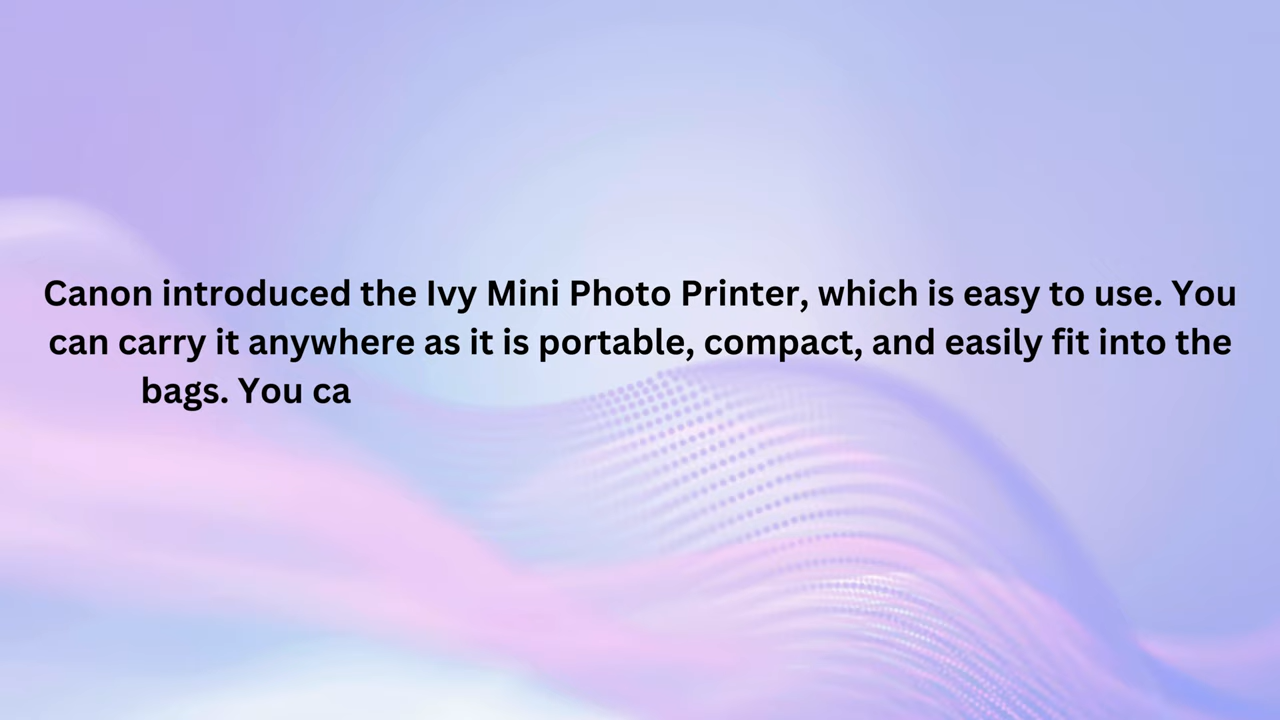 Canon introduced the Ivy Mini Photo Printer, which is easy to use. You
can carry it anywhere as it is portable, compact, and easily fit into the
bags. You ca